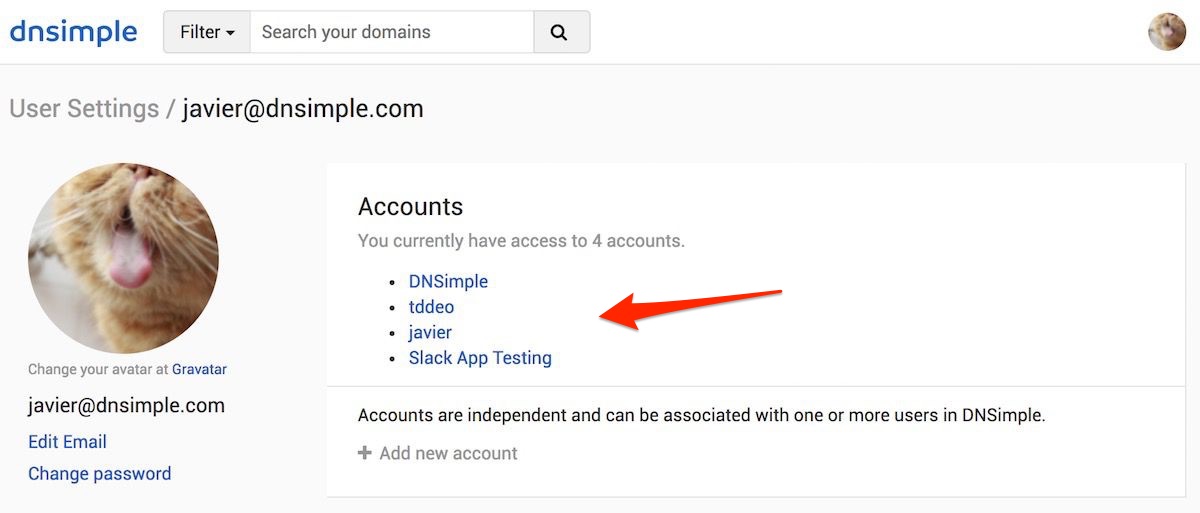 dnsimple
Filter
Search your domains
User Settings / javier@dnsimple.com
Accounts
You currently have access to 4 accounts.
• DNSimple
• tddeo
• javier
• Slack App Testing
Change your avatar at Gravatar
javier@dnsimple.com
Edit Email
Change password
Accounts are independent and can be associated with one or more users in DNSimple.
+ Add new account